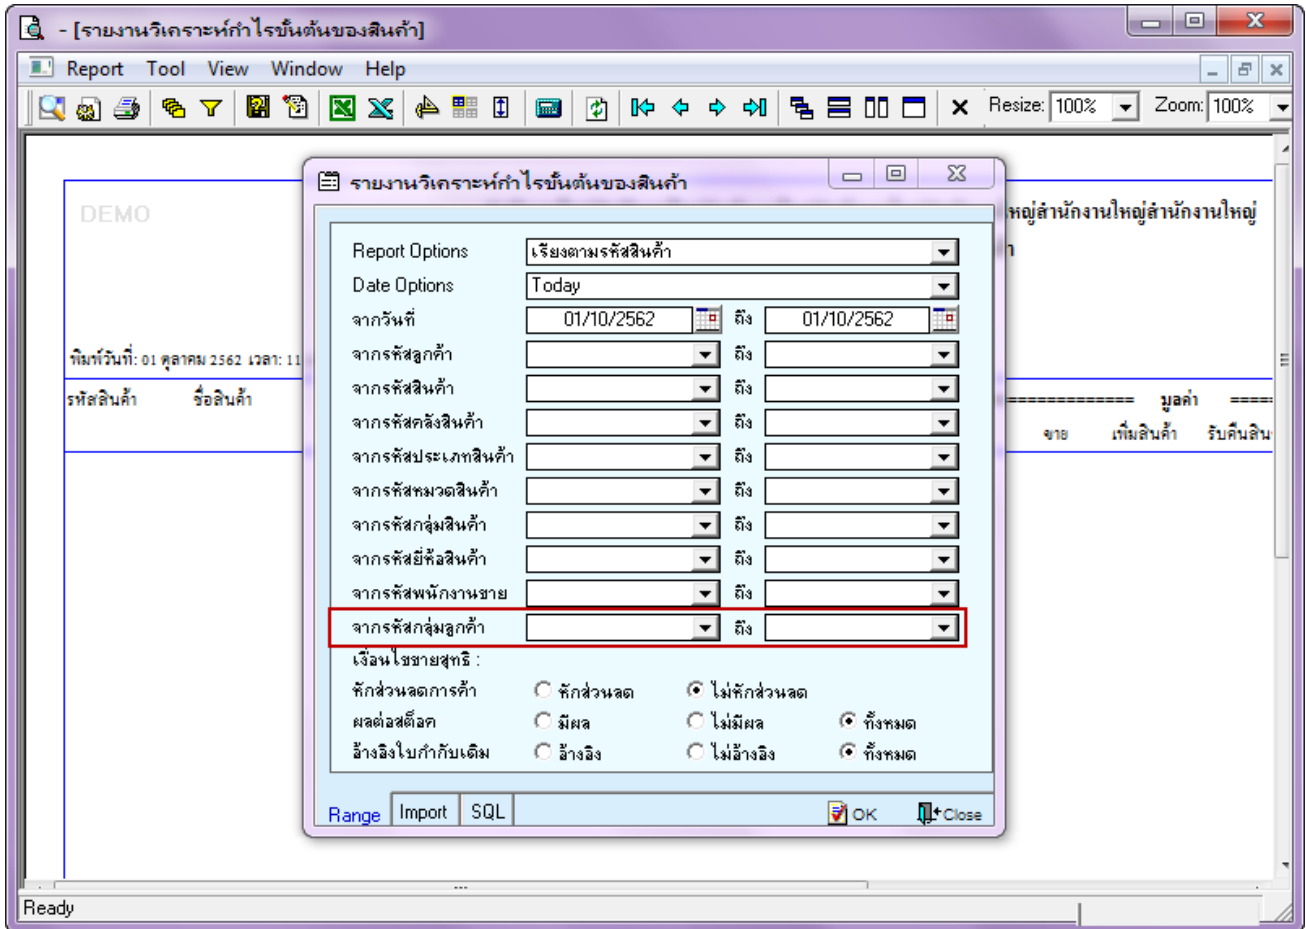 - [รายงานวิเคราะห์กำไรขั้นต้นของสินค้า]
Report Tool View Window Help
Resize: 100% Zoom: 100%
รายงานวิเคราะห์กำไรขั้นต้นของสินค้า
DEMO
หญ่สำนักงานใหญ่สำนักงานใหญ่
Report Options เรียงตามรหัสสินค้า
Date Options Today
จากวันที่ 01/10/2562 ถึง 01/10/2562
จากรหัสลูกค้า ถึง
พิมพ์วันที่: 01 ตุลาคม 2562 เวลา: 11
จากรหัสสินค้า ถึง
รหัสสินค้า ชื่อสินค้า ============= มูลค่า =====
จากรหัสคลังสินค้า ถึง
ขาย เพิ่มสินค้า รับคืนสิน
จากรหัสประเภทสินค้า ถึง
จากรหัสหมวดสินค้า ถึง
จากรหัสกลุ่มสินค้า ถึง
จากรหัสยี่ห้อสินค้า ถึง
จากรหัสพนักงานขาย ถึง
จากรหัสกลุ่มลูกค้า ถึง
เงื่อนไขขายสุทธิ :
หักส่วนลดการค้า หักส่วนลด ไม่หักส่วนลด
ผลต่อสต็อค มีผล ไม่มีผล ทั้งหมด
อ้างอิงใบกำกับเดิม อ้างอิง ไม่อ้างอิง ทั้งหมด
Range Import SQL OK Close
Ready